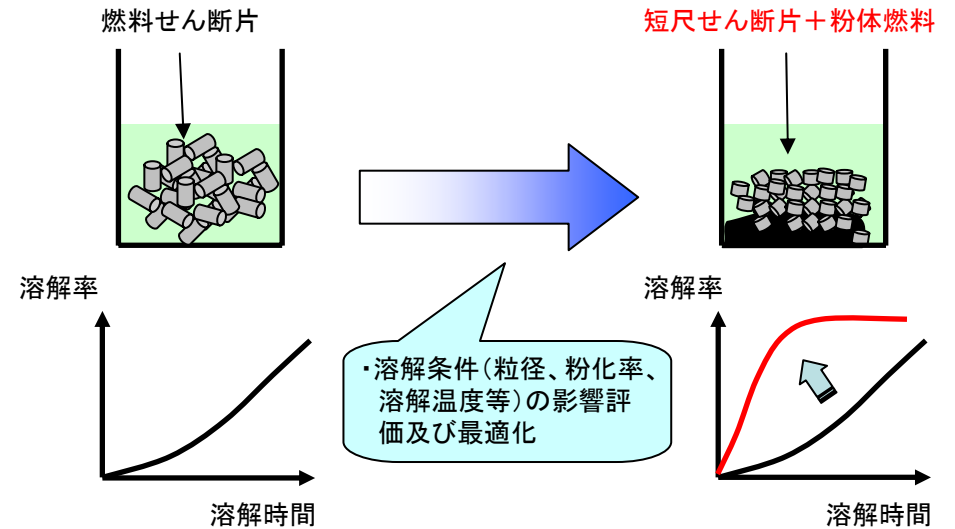 燃料せん断片
短尺せん断片＋粉体燃料
溶解率
溶解率
・溶解条件（粒径、粉化率、
溶解温度等）の影響評
価及び最適化
溶解時間
溶解時間